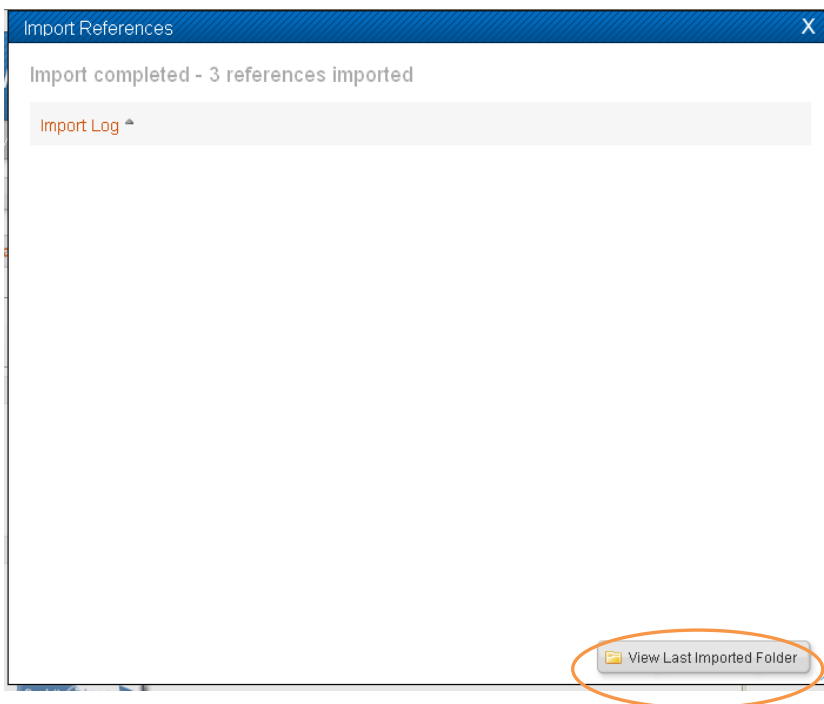 Import References X
Import completed - 3 references imported
Import Log
View Last Imported Folder